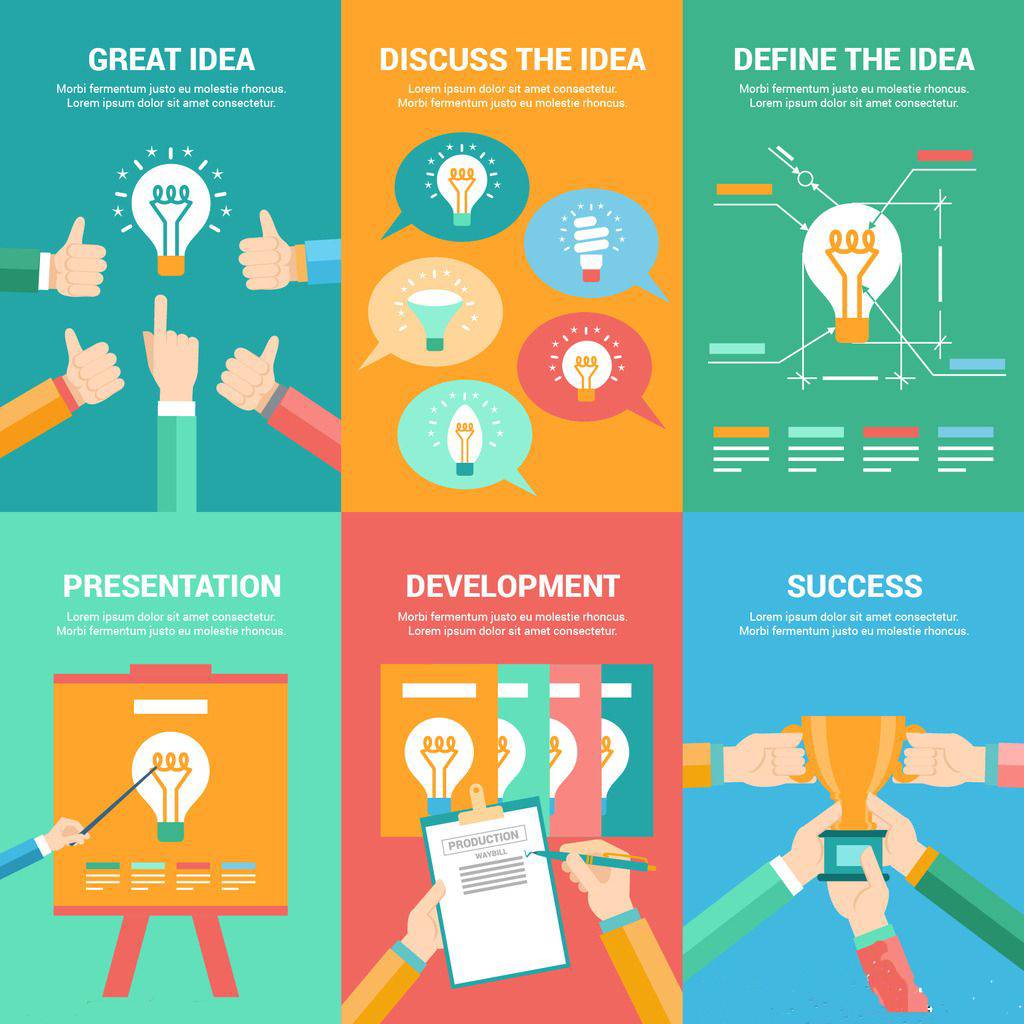 GREAT IDEA
Morbi fermentum justo eu molestie rhoncus.
Lorem ipsum dolor sit amet consectetur.
DISCUSS THE IDEA
Lorem ipsum dolor sit amet consectetur.
Morbi fermentum justo eu molestie rhoncus.
DEFINE THE IDEA
Morbi fermentum justo eu molestie rhoncus.
Lorem ipsum dolor sit amet consectetur.
PRESENTATION
Lorem ipsum dolor sit amet consectetur.
Morbi fermentum justo eu molestie rhoncus.
DEVELOPMENT
Morbi fermentum justo eu molestie rhoncus.
Lorem ipsum dolor sit amet consectetur.
PRODUCTION
WAYBILL
SUCCESS
Lorem ipsum dolor sit amet consectetur.
Morbi fermentum justo eu molestie rhoncus.